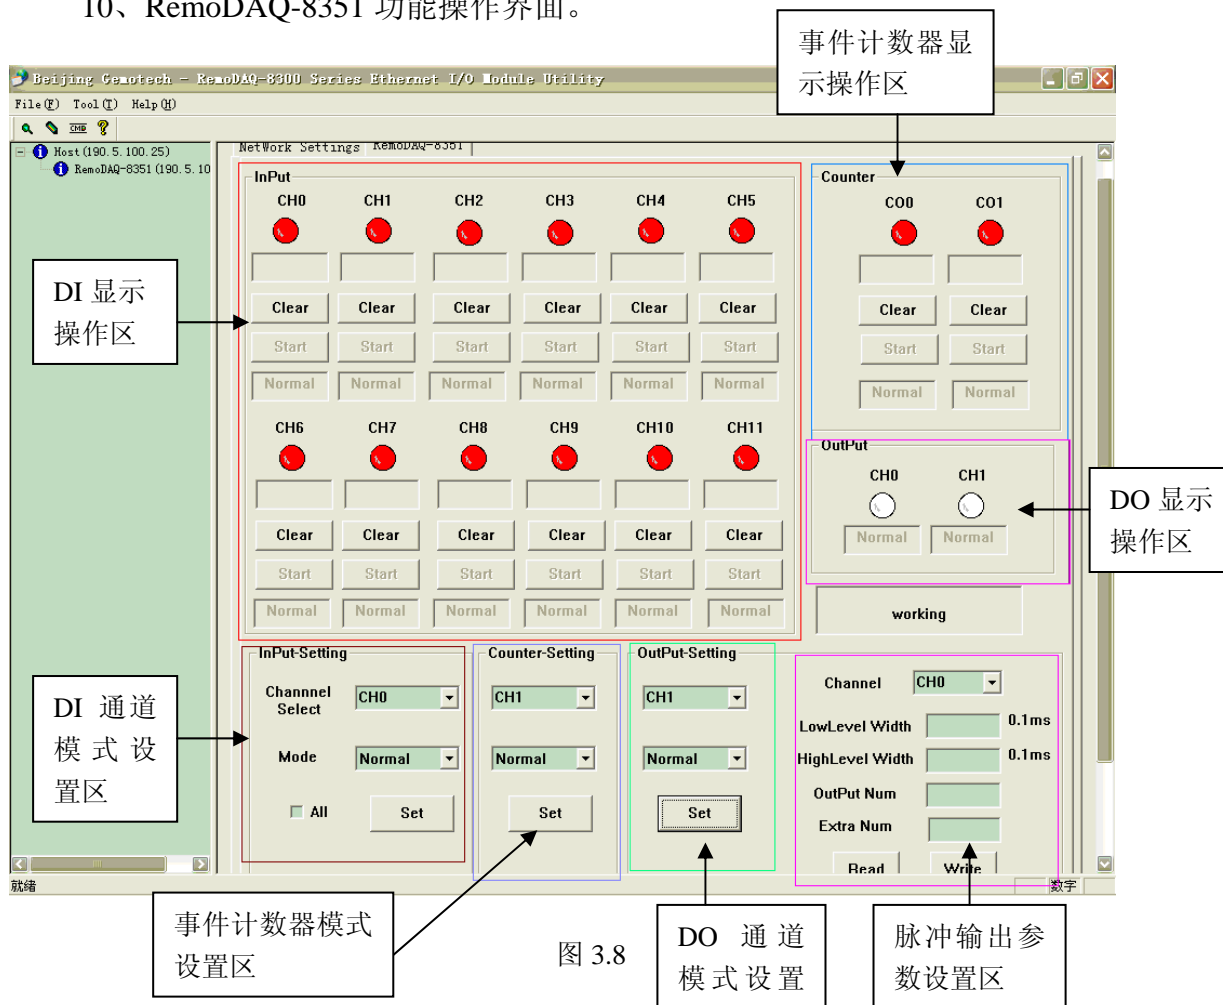 10、RemoDAQ-8351 功能操作界面。
事件计数器显
示操作区
Beijing Gemotech - RemoDAQ-8300 Series Ethernet I/O Module Utility
File(F) Tool(T) Help(H)
CMD
Host(190.5.100.25)
RemoDAQ-8351(190.5.10
NetWork Settings RemoDAQ-8351
InPut
CH0 CH1 CH2 CH3 CH4 CH5
Clear Clear Clear Clear Clear Clear
Start Start Start Start Start Start
Normal Normal Normal Normal Normal Normal
CH6 CH7 CH8 CH9 CH10 CH11
Clear Clear Clear Clear Clear Clear
Start Start Start Start Start Start
Normal Normal Normal Normal Normal Normal
Counter
CO0 CO1
Clear Clear
Start Start
Normal Normal
OutPut
CH0 CH1
Normal Normal
working
DI 显示
操作区
DO 显示
操作区
InPut-Setting
Channnel
Select
CH0
Mode
Normal
All
Set
Counter-Setting
CH1
Normal
Set
OutPut-Setting
CH1
Normal
Set
Channel CH0
LowLevel Width 0.1ms
HighLevel Width 0.1ms
OutPut Num
Extra Num
Read Write
DI 通道
模式设
置区
就绪
数字
事件计数器模式
设置区
图 3.8
DO 通道
模式设置
脉冲输出参
数设置区